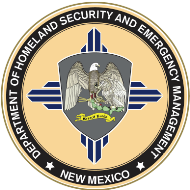 DEPARTMENT OF HOMELAND SECURITY AND EMERGENCY MANAGEMENT
NEW MEXICO